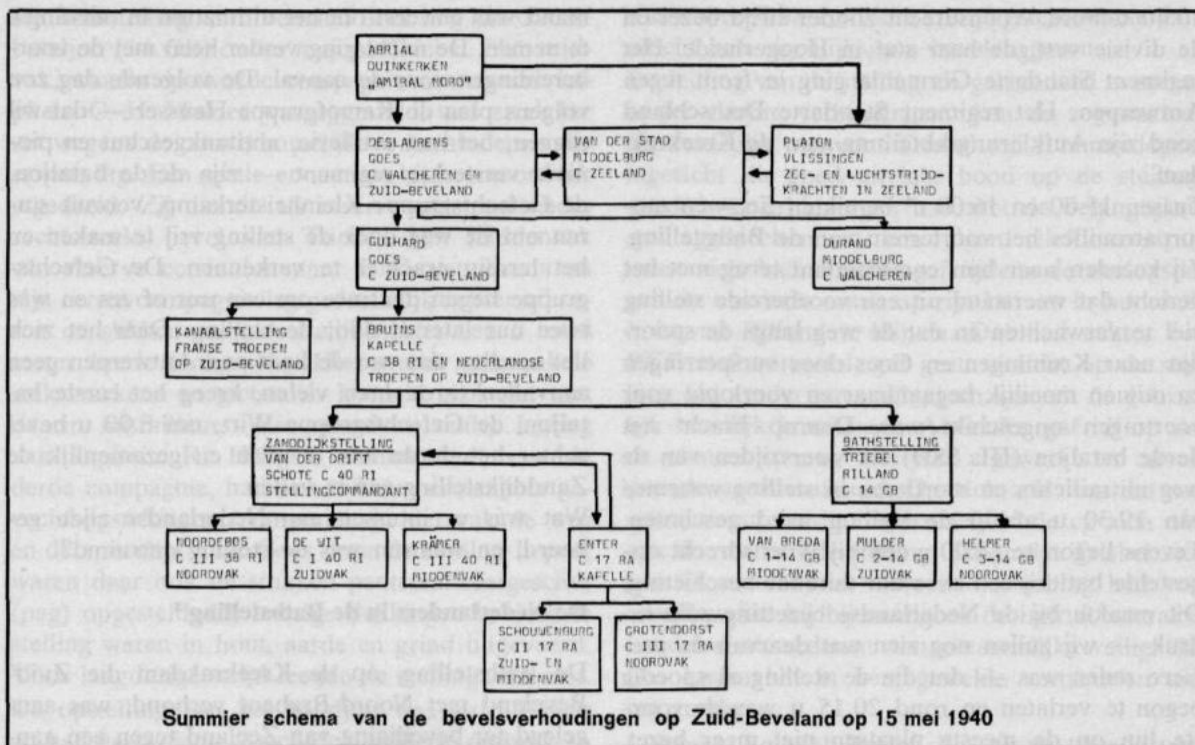 ABRIAL
DUINKERKEN
„AMIRAL NORD"
DESLAURENS
GOES
C WALCHEREN EN
ZUID-BEVELAND
VAN DER STAD
MIDDELBURG
C ZEELAND
PLATON
VLISSINGEN
ZEE- EN LUCHTSTRIJD-
KRACHTEN IN ZEELAND
GUIHARD
GOES
C ZUID-BEVELAND
DURAND
MIDDELBURG
C WALCHEREN
KANAALSTELLING
FRANSE TROEPEN
OP ZUID-BEVELAND
BRUINS
KAPELLE
C 38 RI EN NEDERLANDSE
TROEPEN OP ZUID-BEVELAND
ZANDDIJKSTELLING
VAN DER DRIFT
SCHOTE C 40 RI
STELLINGCOMMANDANT
BATHSTELLING
TRIEBEL
RILLAND
C 14 GB
NOORDEBOS
C III 38 RI
NOORDVAK
DE WIT
C I 40 RI
ZUIDVAK
KRÄMER
C III 40 RI
MIDDENVAK
ENTER
C 17 RA
KAPELLE
VAN BREDA
MIDDENVAK
MULDER
C 2-14 GB
ZUIDVAK
HELMER
C 3-14 GB
NOORDVAK
SCHOUWENBURG
C II 17 RA
ZUID- EN
MIDDENVAK
GROTENDORST
C III 17 RA
NOORDVAK
Summier schema van de bevelsverhoudingen op Zuid-Beveland op 15 mei 1940